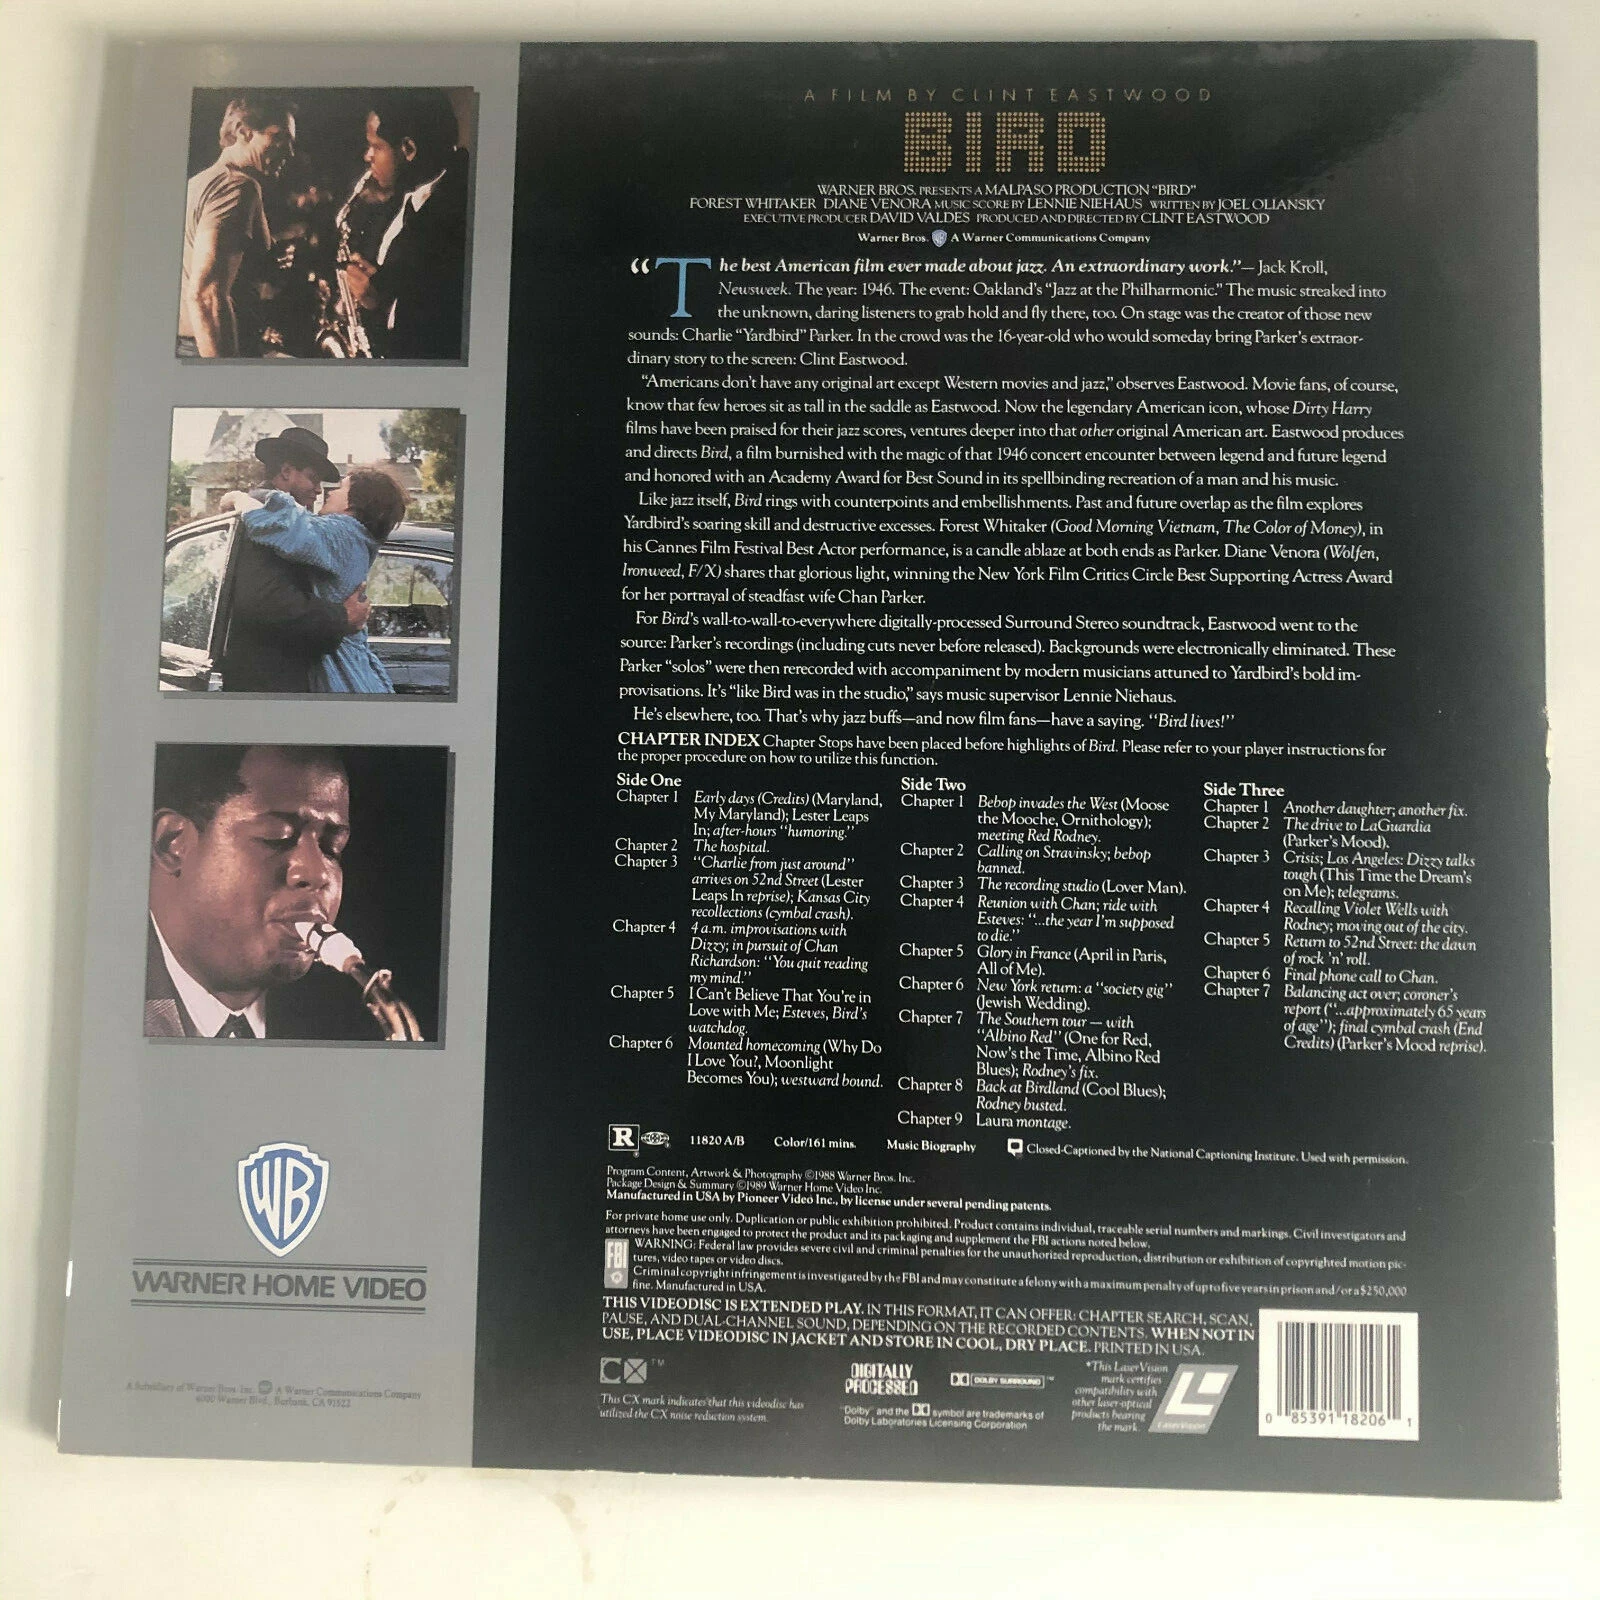 A FILM BY CLINT EASTWOOD
BIRD
WARNER BROS. PRESENTS A MALPASO PRODUCTION "BIRD"
FOREST WHITAKER DIANE VENORA MUSIC SCORE BY LENNIE NIEHAUS WRITTEN BY JOEL OLIANSKY
EXECUTIVE PRODUCER DAVID VALDES PRODUCED AND DIRECTED BY CLINT EASTWOOD
Warner Bros. WB A Warner Communications Company
"The best American film ever made about jazz. An extraordinary work."—Jack Kroll,
Newsweek. The year: 1946. The event: Oakland's "Jazz at the Philharmonic." The music streaked into
the unknown, daring listeners to grab hold and fly there, too. On stage was the creator of those new
sounds: Charlie "Yardbird" Parker. In the crowd was the 16-year-old who would someday bring Parker's extraor-
dinary story to the screen: Clint Eastwood.
"Americans don't have any original art except Western movies and jazz," observes Eastwood. Movie fans, of course,
know that few heroes sit as tall in the saddle as Eastwood. Now the legendary American icon, whose Dirty Harry
films have been praised for their jazz scores, ventures deeper into that other original American art. Eastwood produces
and directs Bird, a film burnished with the magic of that 1946 concert encounter between legend and future legend
and honored with an Academy Award for Best Sound in its spellbinding recreation of a man and his music.
Like jazz itself, Bird rings with counterpoints and embellishments. Past and future overlap as the film explores
Yardbird's soaring skill and destructive excesses. Forest Whitaker (Good Morning Vietnam, The Color of Money), in
his Cannes Film Festival Best Actor performance, is a candle ablaze at both ends as Parker. Diane Venora (Wolfen,
Ironweed, F/X) shares that glorious light, winning the New York Film Critics Circle Best Supporting Actress Award
for her portrayal of steadfast wife Chan Parker.
For Bird's wall-to-wall-to-everywhere digitally-processed Surround Stereo soundtrack, Eastwood went to the
source: Parker's recordings (including cuts never before released). Backgrounds were electronically eliminated. These
Parker "solos" were then rerecorded with accompaniment by modern musicians attuned to Yardbird's bold im-
provisations. It's "like Bird was in the studio," says music supervisor Lennie Niehaus.
He's elsewhere, too. That's why jazz buffs—and now film fans—have a saying. "Bird lives!"
CHAPTER INDEX Chapter Stops have been placed before highlights of Bird. Please refer to your player instructions for
the proper procedure on how to utilize this function.
Side One
Chapter 1 Early days (Credits) (Maryland,
My Maryland); Lester Leaps
In; after-hours "humoring."
Chapter 2 The hospital.
Chapter 3 "Charlie from just around"
arrives on 52nd Street (Lester
Leaps In reprise); Kansas City
recollections (cymbal crash).
Chapter 4 4 a.m. improvisations with
Dizzy; in pursuit of Chan
Richardson: "You quit reading
my mind."
Chapter 5 I Can't Believe That You're in
Love with Me; Esteves, Bird's
watchdog.
Chapter 6 Mounted homecoming (Why Do
I Love You?, Moonlight
Becomes You); westward bound.
Side Two
Chapter 1 Bebop invades the West (Moose
the Mooche, Ornithology);
meeting Red Rodney.
Chapter 2 Calling on Stravinsky; bebop
banned.
Chapter 3 The recording studio (Lover Man).
Chapter 4 Reunion with Chan; ride with
Esteves: "...the year I'm supposed
to die."
Chapter 5 Glory in France (April in Paris,
All of Me).
Chapter 6 New York return: a "society gig"
(Jewish Wedding).
Chapter 7 The Southern tour — with
"Albino Red" (One for Red,
Now's the Time, Albino Red
Blues); Rodney's fix.
Chapter 8 Back at Birdland (Cool Blues);
Rodney busted.
Chapter 9 Laura montage.
Side Three
Chapter 1 Another daughter; another fix.
Chapter 2 The drive to LaGuardia
(Parker's Mood).
Chapter 3 Crisis; Los Angeles: Dizzy talks
tough (This Time the Dream's
on Me); telegrams.
Chapter 4 Recalling Violet Wells with
Rodney; moving out of the city.
Chapter 5 Return to 52nd Street: the dawn
of rock 'n' roll.
Chapter 6 Final phone call to Chan.
Chapter 7 Balancing act over; coroner's
report ("...approximately 65 years
of age"); final cymbal crash (End
Credits) (Parker's Mood reprise).
R 11820 A/B Color/161 mins. Music Biography Closed-Captioned by the National Captioning Institute. Used with permission.
Program Content, Artwork & Photography ©1988 Warner Bros. Inc.
Package Design & Summary ©1989 Warner Home Video Inc.
Manufactured in USA by Pioneer Video Inc., by license under several pending patents.
For private home use only. Duplication or public exhibition prohibited. Product contains individual, traceable serial numbers and markings. Civil investigators and
attorneys have been engaged to protect the product and its packaging and supplement the FBI actions noted below.
FBI WARNING: Federal law provides severe civil and criminal penalties for the unauthorized reproduction, distribution or exhibition of copyrighted motion pic-
tures, video tapes or video discs.
Criminal copyright infringement is investigated by the FBI and may constitute a felony with a maximum penalty of up to five years in prison and/or a $250,000
fine. Manufactured in USA.
THIS VIDEODISC IS EXTENDED PLAY. IN THIS FORMAT, IT CAN OFFER: CHAPTER SEARCH, SCAN,
PAUSE, AND DUAL-CHANNEL SOUND, DEPENDING ON THE RECORDED CONTENTS. WHEN NOT IN
USE, PLACE VIDEODISC IN JACKET AND STORE IN COOL, DRY PLACE. PRINTED IN USA.
CX™
This CX mark indicates that this videodisc has
utilized the CX noise reduction system.
DIGITALLY
PROCESSED
DOLBY SURROUND™
"Dolby" and the symbol are trademarks of
Dolby Laboratories Licensing Corporation
*This LaserVision
mark certifies
compatibility with
other laser-optical
products bearing
the mark.
LaserVision
0 85391 18206 1
WB
WARNER HOME VIDEO
A Subsidiary of Warner Bros. Inc. A Warner Communications Company
4000 Warner Blvd., Burbank, CA 91522